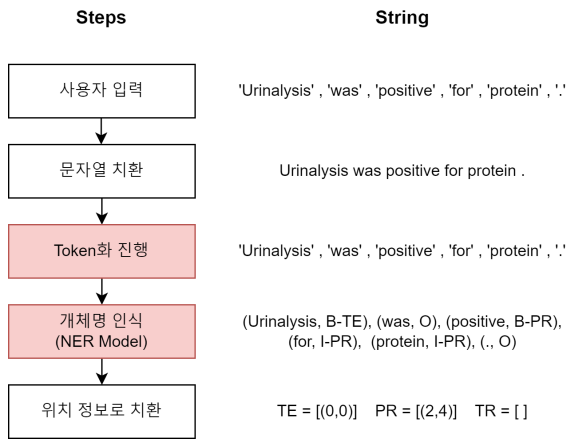 Steps String
사용자 입력 'Urinalysis' , 'was' , 'positive' , 'for' , 'protein' , '.'
문자열 치환 Urinalysis was positive for protein .
Token화 진행 'Urinalysis' , 'was' , 'positive' , 'for' , 'protein' , '.'
개체명 인식
(NER Model)
(Urinalysis, B-TE), (was, O), (positive, B-PR),
(for, I-PR), (protein, I-PR), (., O)
위치 정보로 치환 TE = [(0,0)] PR = [(2,4)] TR = [ ]